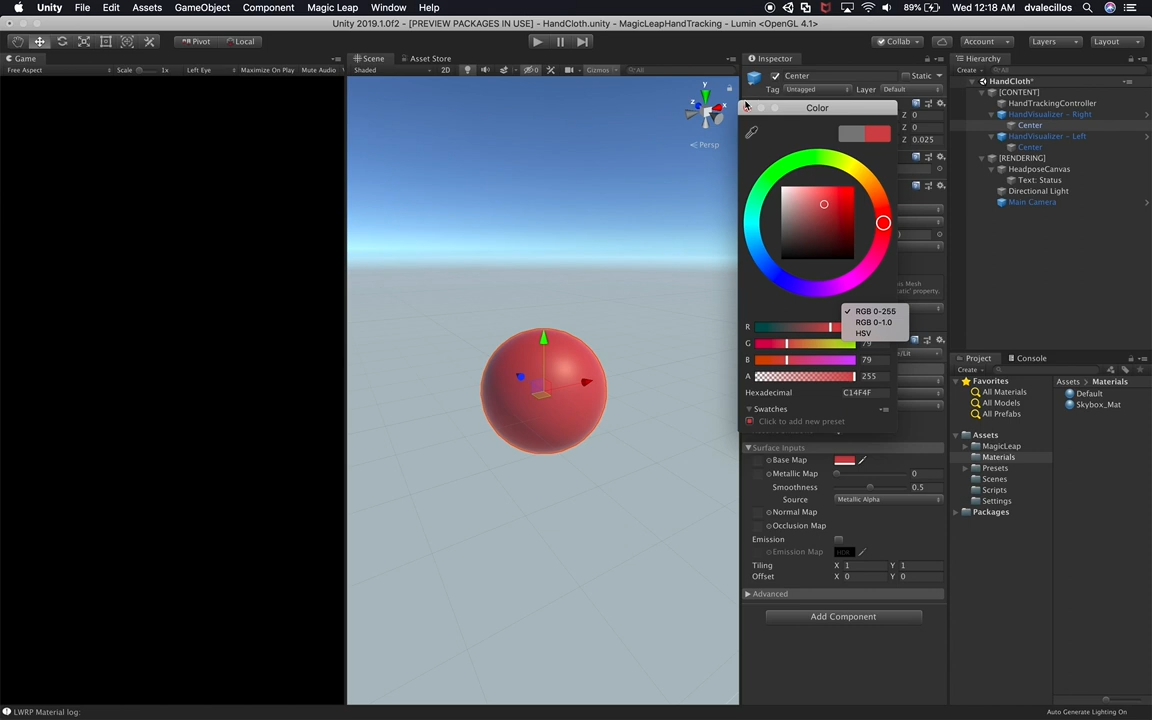 Unity File Edit Assets GameObject Component Magic Leap Window Help 89% Wed 12:18 AM dvalecillos
Unity 2019.1.0f2 - [PREVIEW PACKAGES IN USE] - HandCloth.unity - MagicLeapHandTracking - Lumin <OpenGL 4.1>
Pivot Local Collab Account Layers Layout
Game Scene Asset Store Inspector Hierarchy
Free Aspect Scale 1x Left Eye Maximize On Play Mute Audio Shaded 2D Gizmos All Center Static Create All
Tag Untagged Layer Default
HandCloth*
[CONTENT]
HandTrackingController
HandVisualizer - Right
Center
HandVisualizer - Left
Center
[RENDERING]
HeadposeCanvas
Text: Status
Directional Light
Main Camera
y
z x
Persp
Color
Z 0
Z 0
Z 0.025
RGB 0-255
RGB 0-1.0
HSV
R
G 79
B 79
A 255
Hexadecimal C14F4F
Swatches
Click to add new preset
Surface Inputs
Base Map
Metallic Map 0
Smoothness 0.5
Source Metallic Alpha
Normal Map
Occlusion Map
Emission
Emission Map HDR
Tiling X 1 Y 1
Offset X 0 Y 0
Advanced
Add Component
Project Console
Create
Favorites
All Materials
All Models
All Prefabs
Assets
MagicLeap
Materials
Presets
Scenes
Scripts
Settings
Packages
Assets Materials
Default
Skybox_Mat
LWRP Material log:
Auto Generate Lighting On